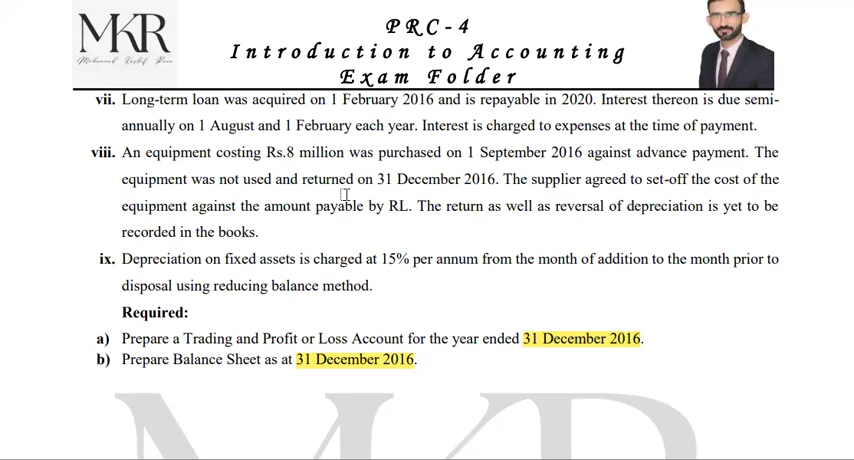 MKR
Muhammad Kashif Raza
PRC-4
Introduction to Accounting
Exam Folder
vii. Long-term loan was acquired on 1 February 2016 and is repayable in 2020. Interest thereon is due semi-
annually on 1 August and 1 February each year. Interest is charged to expenses at the time of payment.
viii. An equipment costing Rs.8 million was purchased on 1 September 2016 against advance payment. The
equipment was not used and returned on 31 December 2016. The supplier agreed to set-off the cost of the
equipment against the amount payable by RL. The return as well as reversal of depreciation is yet to be
recorded in the books.
ix. Depreciation on fixed assets is charged at 15% per annum from the month of addition to the month prior to
disposal using reducing balance method.
Required:
a) Prepare a Trading and Profit or Loss Account for the year ended 31 December 2016.
b) Prepare Balance Sheet as at 31 December 2016.
MKR